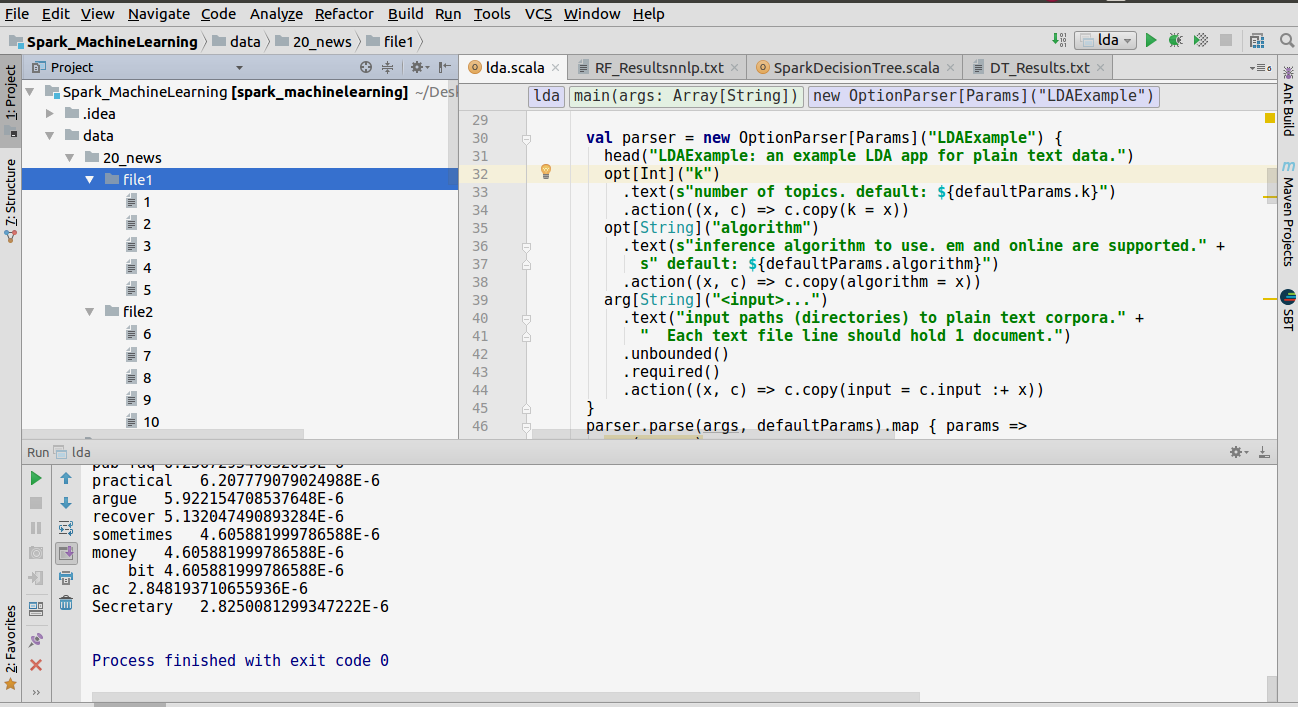 File Edit View Navigate Code Analyze Refactor Build Run Tools VCS Window Help
Spark_MachineLearning data 20_news file1 lda
Project
lda.scala RF_Resultsnnlp.txt SparkDecisionTree.scala DT_Results.txt
lda main(args: Array[String]) new OptionParser[Params]("LDAExample")
1: Project
7: Structure
2: Favorites
Spark_MachineLearning [spark_machinelearning] ~/Desk
.idea
data
20_news
file1
1
2
3
4
5
file2
6
7
8
9
10
29
30 val parser = new OptionParser[Params]("LDAExample") {
31 head("LDAExample: an example LDA app for plain text data.")
32 opt[Int]("k")
33 .text(s"number of topics. default: ${defaultParams.k}")
34 .action((x, c) => c.copy(k = x))
35 opt[String]("algorithm")
36 .text(s"inference algorithm to use. em and online are supported." +
37 s" default: ${defaultParams.algorithm}")
38 .action((x, c) => c.copy(algorithm = x))
39 arg[String]("<input>...")
40 .text("input paths (directories) to plain text corpora." +
41 "  Each text file line should hold 1 document.")
42 .unbounded()
43 .required()
44 .action((x, c) => c.copy(input = c.input :+ x))
45 }
46 parser.parse(args, defaultParams).map { params =>
Ant Build
Maven Projects
SBT
Run lda
practical 6.207779079024988E-6
argue 5.922154708537648E-6
recover 5.132047490893284E-6
sometimes 4.605881999786588E-6
money 4.605881999786588E-6
bit 4.605881999786588E-6
ac 2.848193710655936E-6
Secretary 2.8250081299347222E-6
Process finished with exit code 0